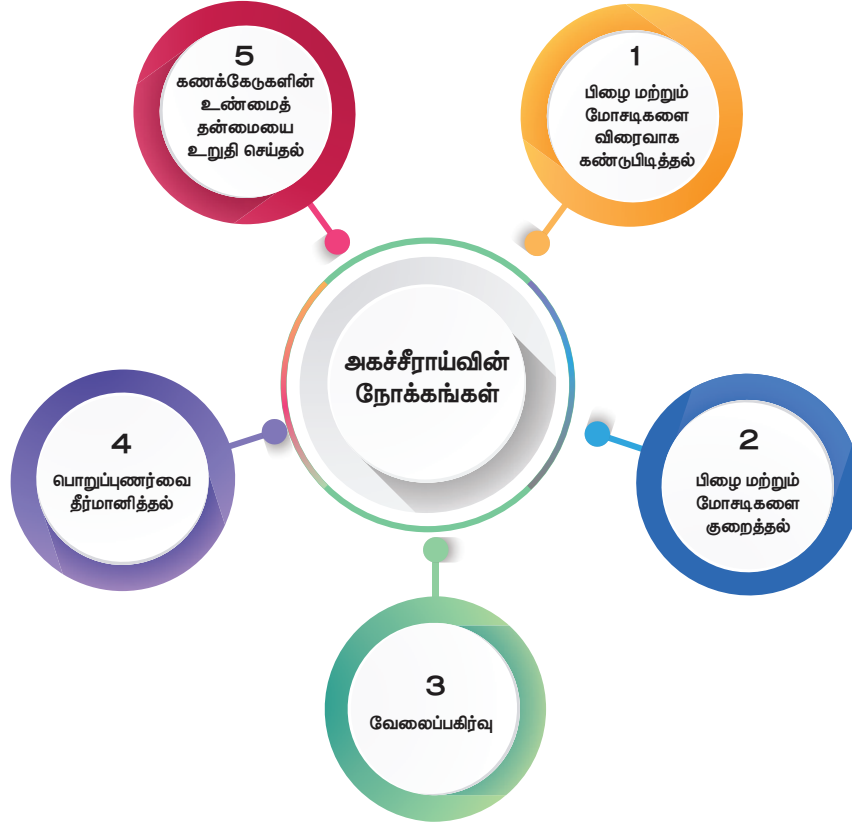 அகச்சீராய்வின்
நோக்கங்கள்
1
பிழை மற்றும்
மோசடிகளை
விரைவாக
கண்டுபிடித்தல்
2
பிழை மற்றும்
மோசடிகளை
குறைத்தல்
3
வேலைப்பகிர்வு
4
பொறுப்புணர்வை
தீர்மானித்தல்
5
கணக்கேடுகளின்
உண்மைத்
தன்மையை
உறுதி செய்தல்